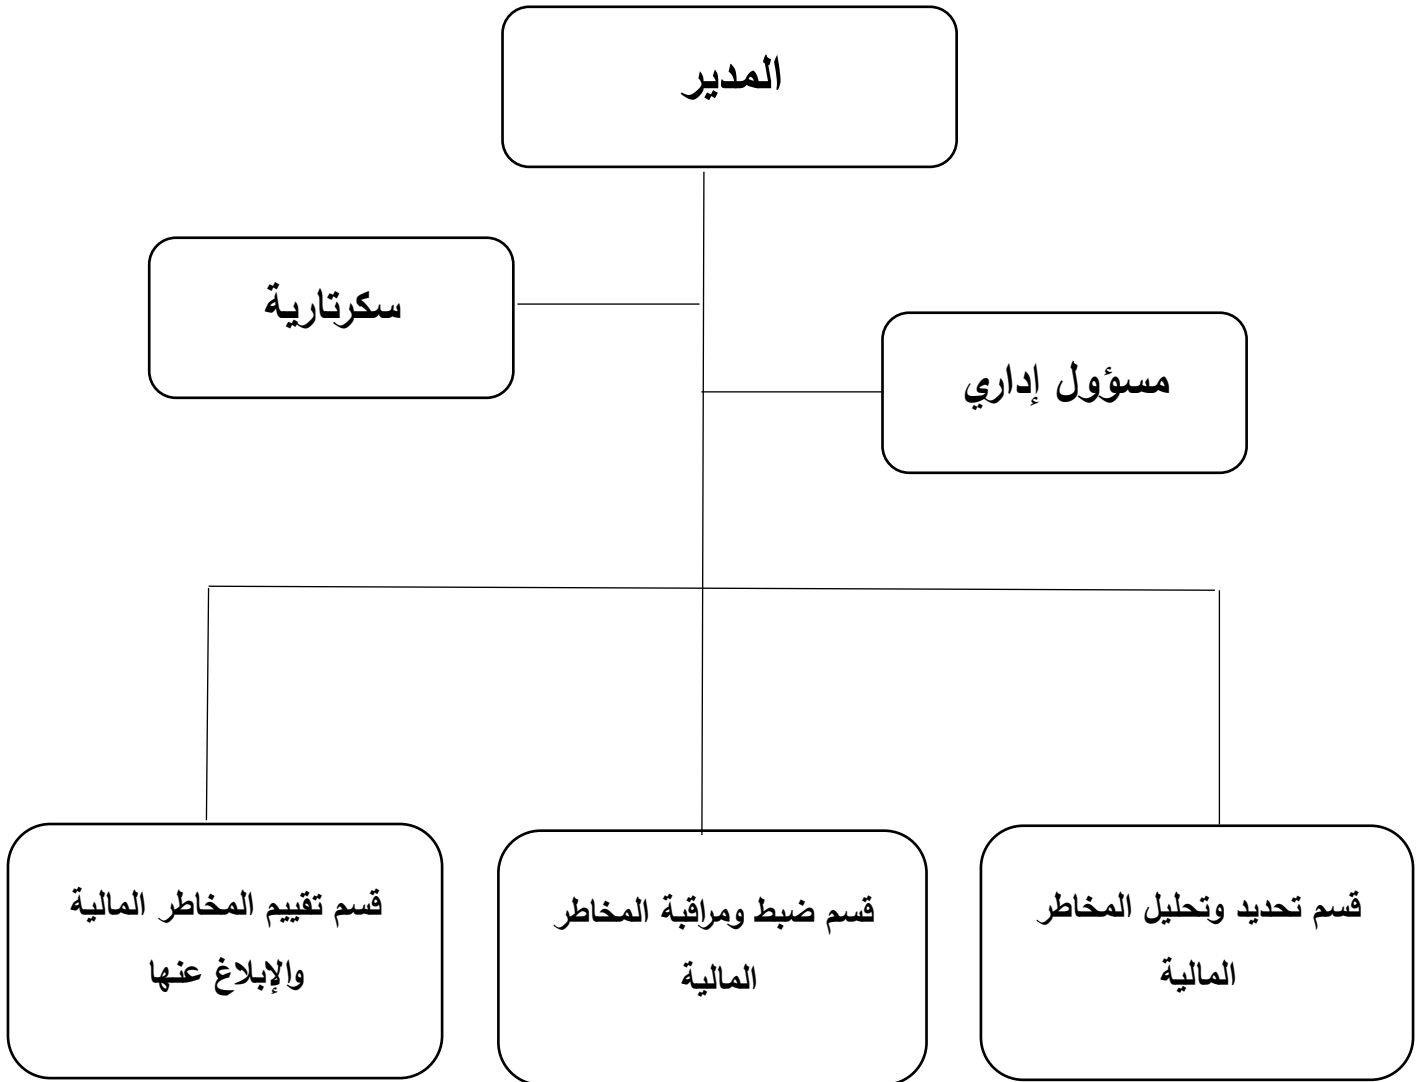 المدير
سكرتارية
مسؤول إداري
قسم تحديد وتحليل المخاطر
المالية
قسم ضبط ومراقبة المخاطر
المالية
قسم تقييم المخاطر المالية
والإبلاغ عنها